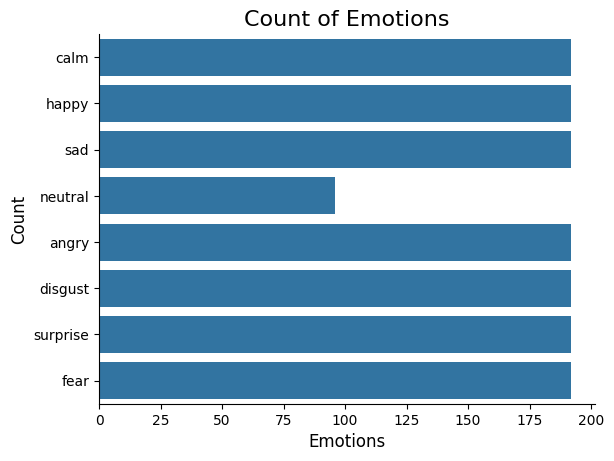 Count of Emotions
calm
happy
sad
neutral
angry
disgust
surprise
fear
Count
0 25 50 75 100 125 150 175 200
Emotions